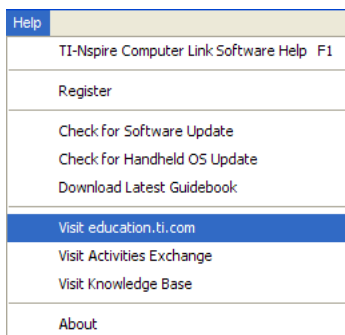 Help
TI-Nspire Computer Link Software Help F1
Register
Check for Software Update
Check for Handheld OS Update
Download Latest Guidebook
Visit education.ti.com
Visit Activities Exchange
Visit Knowledge Base
About